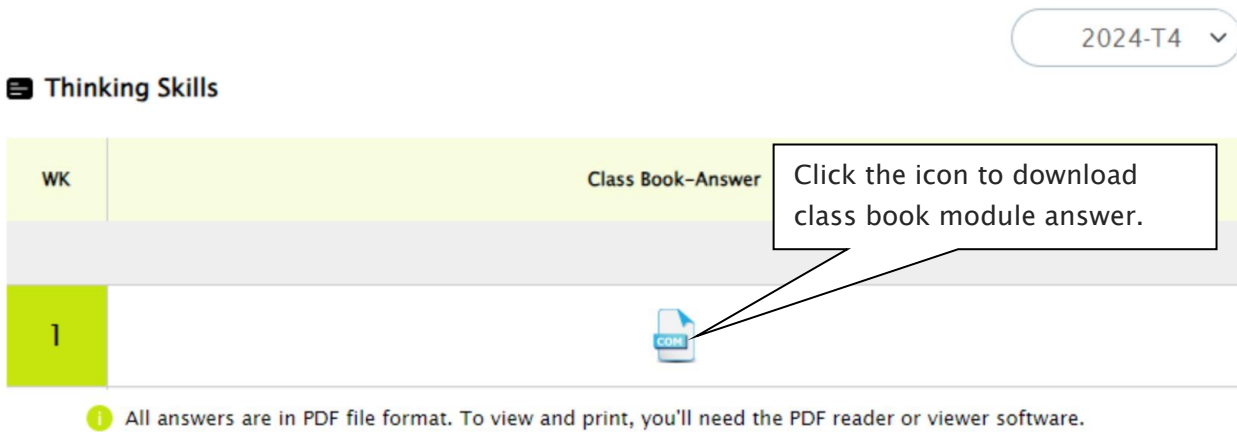 2024-T4
Thinking Skills
WK
Class Book-Answer
Click the icon to download
class book module answer.
1
COM
All answers are in PDF file format. To view and print, you'll need the PDF reader or viewer software.